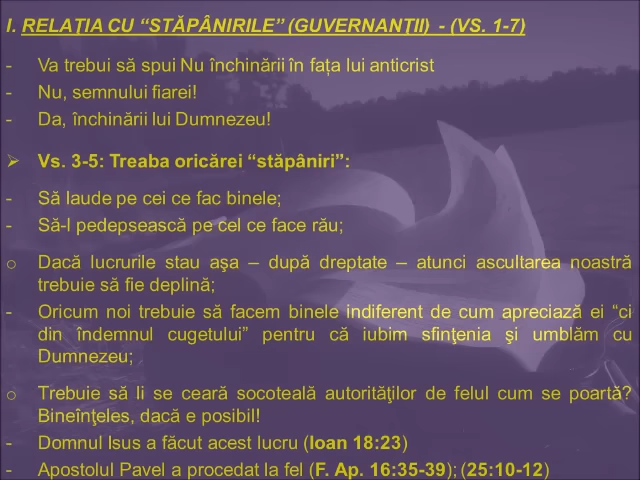 I. RELAŢIA CU “STĂPÂNIRILE” (GUVERNANŢII) - (VS. 1-7)
- Va trebui să spui Nu închinării în fața lui anticrist
- Nu, semnului fiarei!
- Da, închinării lui Dumnezeu!
➢ Vs. 3-5: Treaba oricărei “stăpâniri”:
- Să laude pe cei ce fac binele;
- Să-l pedepsească pe cel ce face rău;
o Dacă lucrurile stau aşa – după dreptate – atunci ascultarea noastră
trebuie să fie deplină;
- Oricum noi trebuie să facem binele indiferent de cum apreciază ei “ci
din îndemnul cugetului” pentru că iubim sfinţenia şi umblăm cu
Dumnezeu;
o Trebuie să li se ceară socoteală autorităţilor de felul cum se poartă?
Bineînţeles, dacă e posibil!
- Domnul Isus a făcut acest lucru (Ioan 18:23)
- Apostolul Pavel a procedat la fel (F. Ap. 16:35-39); (25:10-12)